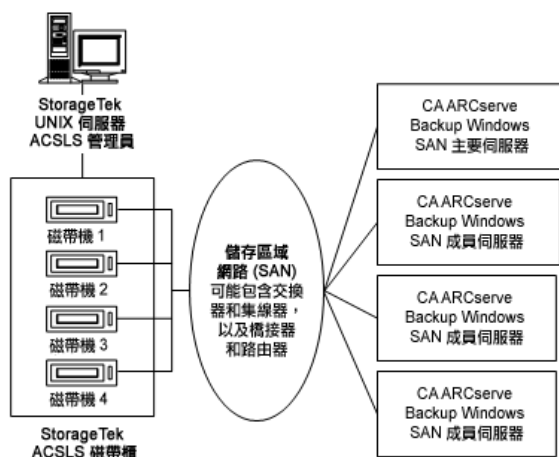 StorageTek
UNIX 伺服器
ACSLS 管理員
磁帶機 1
磁帶機 2
磁帶機 3
磁帶機 4
StorageTek
ACSLS 磁帶櫃
儲存區域
網路 (SAN)
可能包含交換
器和集線器，
以及橋接器
和路由器
CA ARCserve
Backup Windows
SAN 主要伺服器
CA ARCserve
Backup Windows
SAN 成員伺服器
CA ARCserve
Backup Windows
SAN 成員伺服器
CA ARCserve
Backup Windows
SAN 成員伺服器